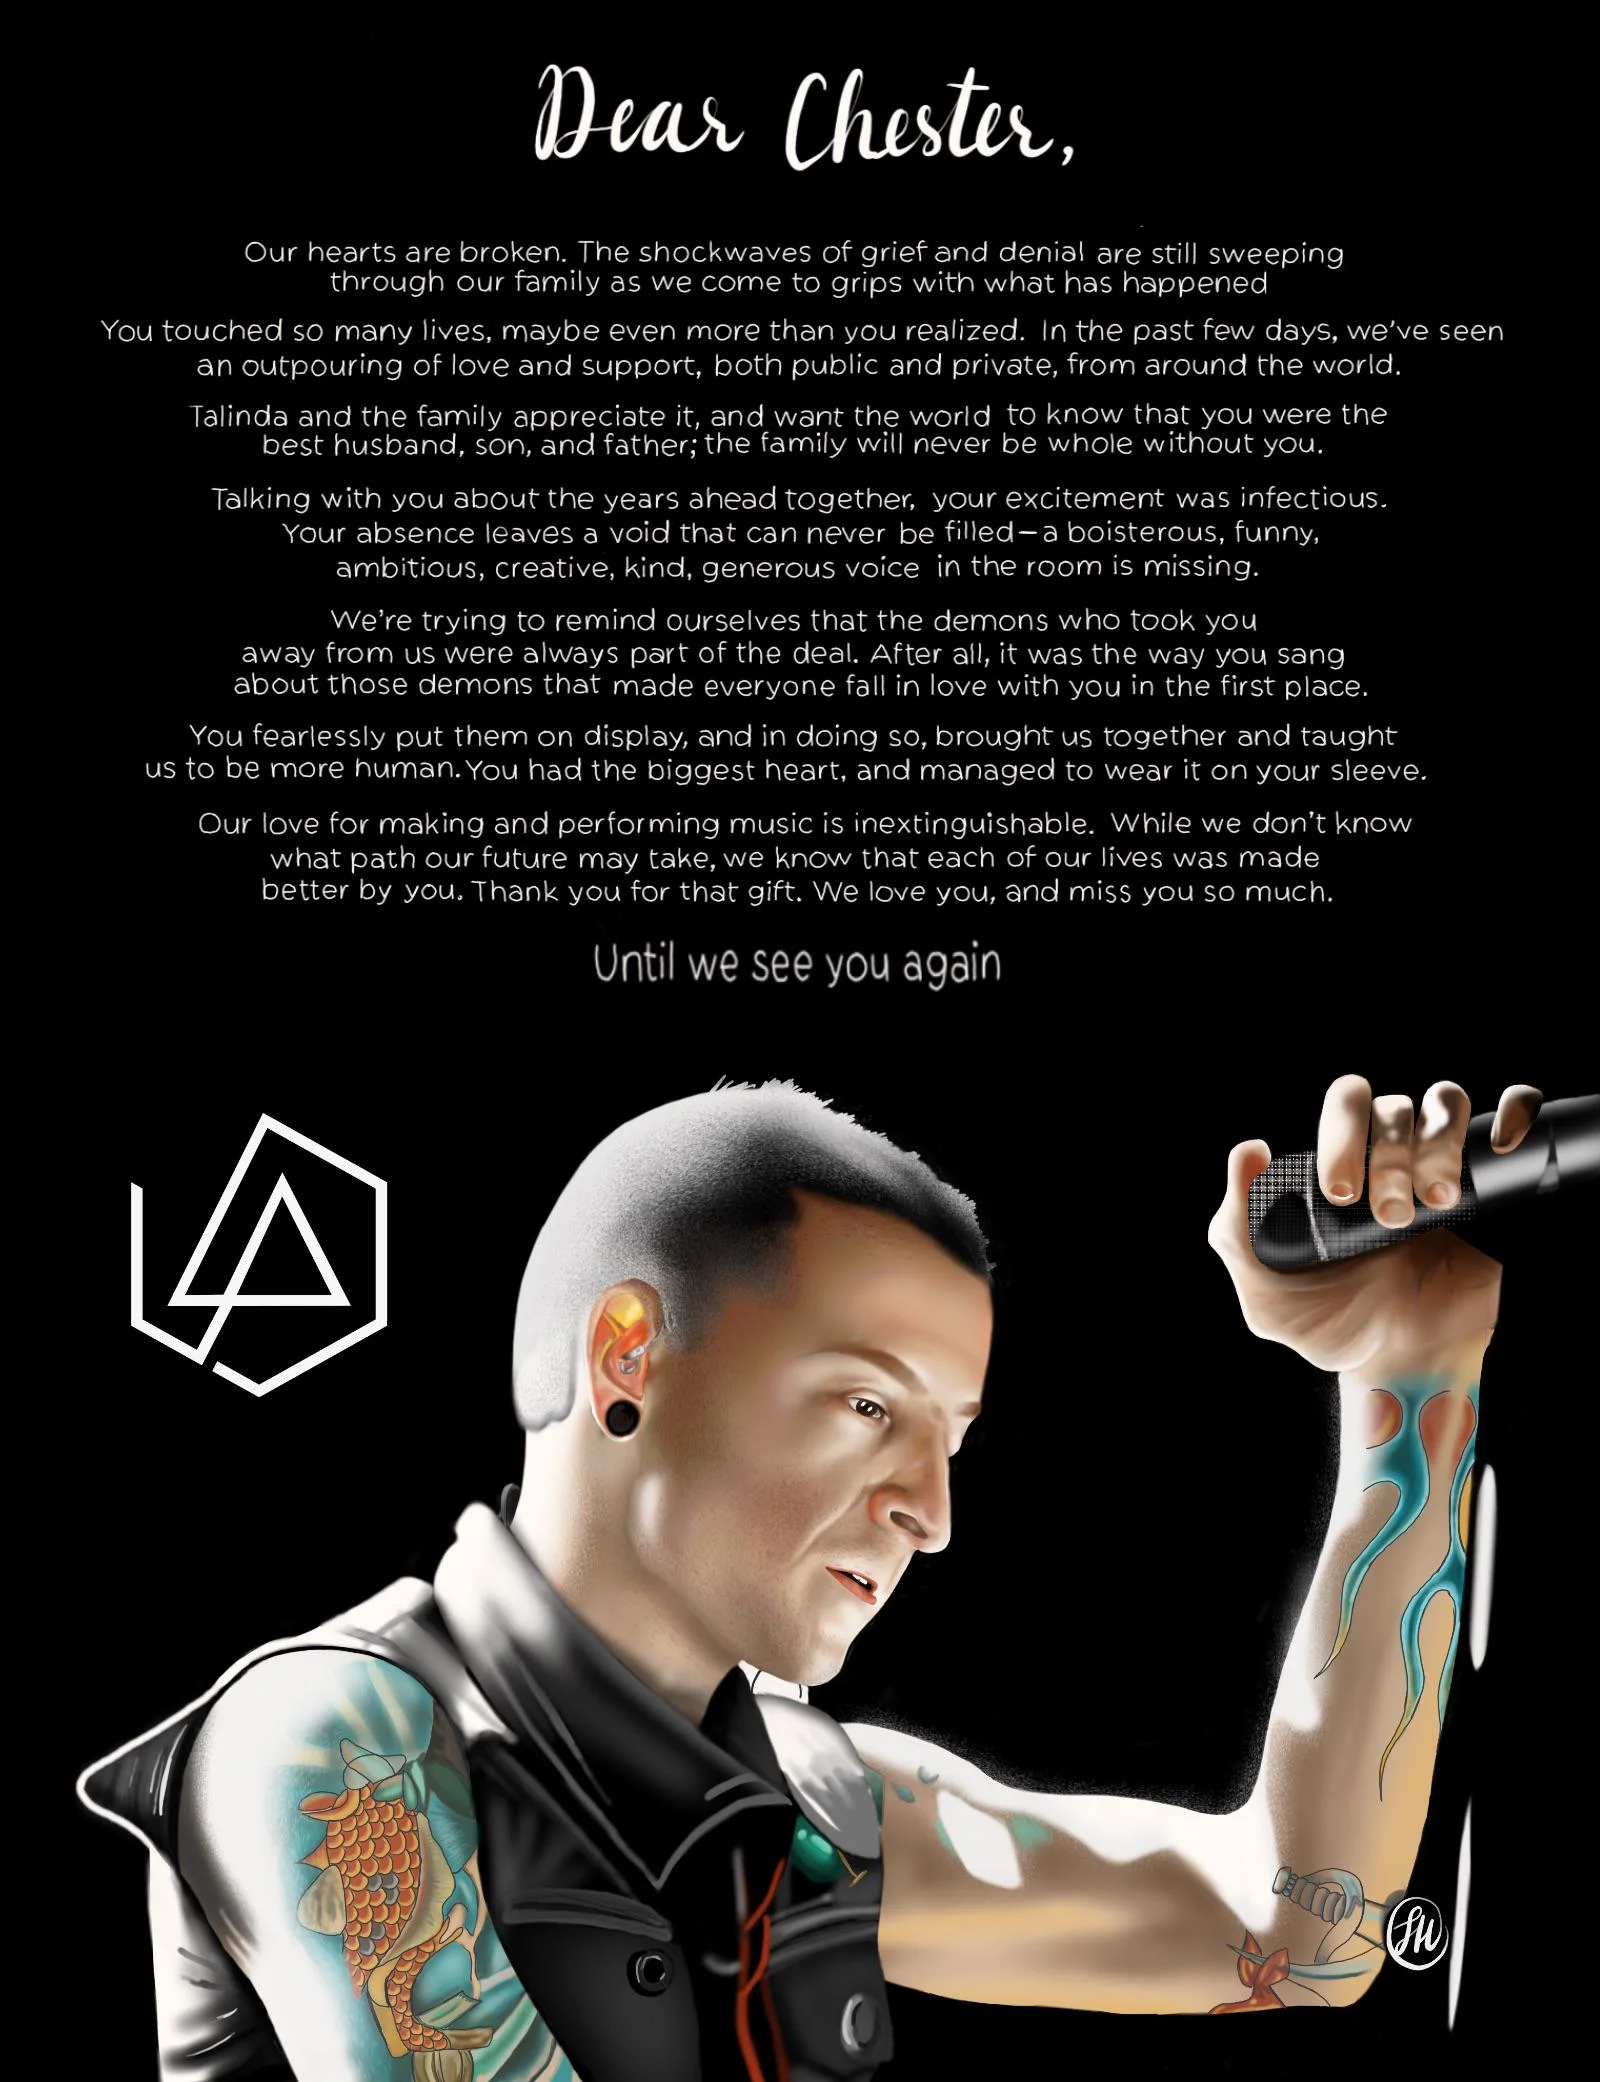 Dear Chester,
Our hearts are broken. The shockwaves of grief and denial are still sweeping
through our family as we come to grips with what has happened
You touched so many lives, maybe even more than you realized. In the past few days, we've seen
an outpouring of love and support, both public and private, from around the world.
Talinda and the family appreciate it, and want the world to know that you were the
best husband, son, and father; the family will never be whole without you.
Talking with you about the years ahead together, your excitement was infectious.
Your absence leaves a void that can never be filled—a boisterous, funny,
ambitious, creative, kind, generous voice in the room is missing.
We're trying to remind ourselves that the demons who took you
away from us were always part of the deal. After all, it was the way you sang
about those demons that made everyone fall in love with you in the first place.
You fearlessly put them on display, and in doing so, brought us together and taught
us to be more human. You had the biggest heart, and managed to wear it on your sleeve.
Our love for making and performing music is inextinguishable. While we don't know
what path our future may take, we know that each of our lives was made
better by you. Thank you for that gift. We love you, and miss you so much.
Until we see you again